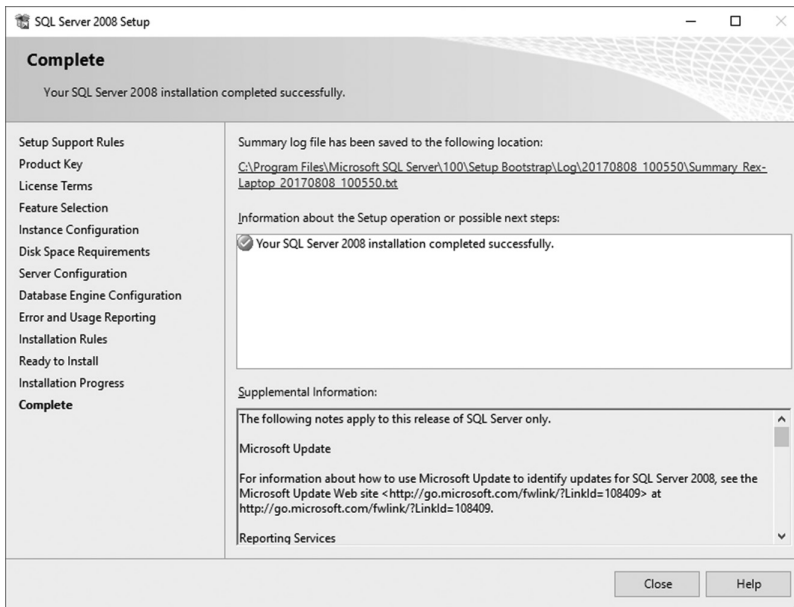 SQL Server 2008 Setup
Complete
Your SQL Server 2008 installation completed successfully.
Setup Support Rules
Product Key
License Terms
Feature Selection
Instance Configuration
Disk Space Requirements
Server Configuration
Database Engine Configuration
Error and Usage Reporting
Installation Rules
Ready to Install
Installation Progress
Complete
Summary log file has been saved to the following location:
C:\Program Files\Microsoft SQL Server\100\Setup Bootstrap\Log\20170808_100550\Summary_Rex-
Laptop_20170808_100550.txt
Information about the Setup operation or possible next steps:
Your SQL Server 2008 installation completed successfully.
Supplemental Information:
The following notes apply to this release of SQL Server only.
Microsoft Update
For information about how to use Microsoft Update to identify updates for SQL Server 2008, see the
Microsoft Update Web site <http://go.microsoft.com/fwlink/?LinkId=108409> at
http://go.microsoft.com/fwlink/?LinkId=108409.
Reporting Services
Close
Help